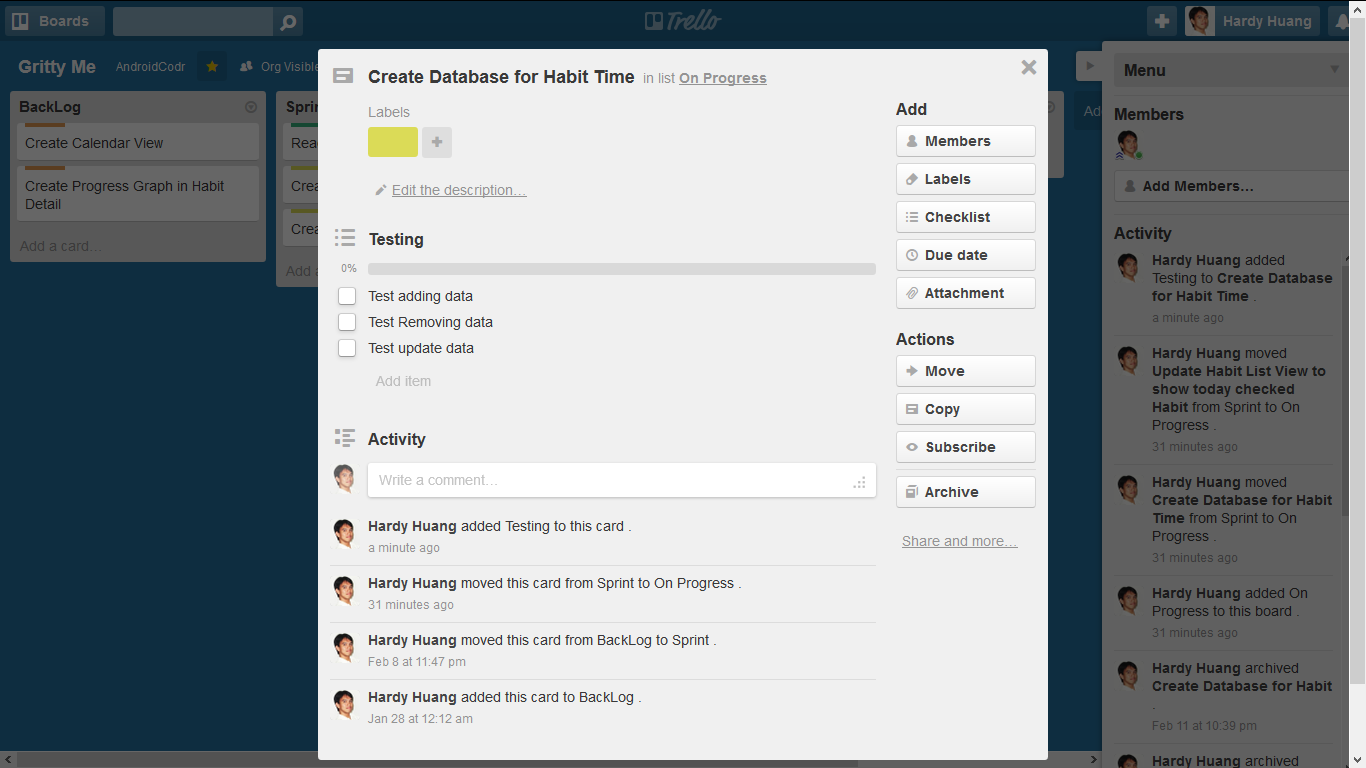 Boards
Trello
Hardy Huang
Gritty Me
AndroidCodr
Org Visible
BackLog
Create Calendar View
Create Progress Graph in Habit
Detail
Add a card…
Add a
Create Database for Habit Time in list On Progress
Labels
Edit the description…
Testing
0%
Test adding data
Test Removing data
Test update data
Add item
Activity
Write a comment…
Hardy Huang added Testing to this card .
a minute ago
Hardy Huang moved this card from Sprint to On Progress .
31 minutes ago
Hardy Huang moved this card from BackLog to Sprint .
Feb 8 at 11:47 pm
Hardy Huang added this card to BackLog .
Jan 28 at 12:12 am
Add
Members
Labels
Checklist
Due date
Attachment
Actions
Move
Copy
Subscribe
Archive
Share and more…
Menu
Members
Add Members…
Activity
Hardy Huang added
Testing to Create Database
for Habit Time .
a minute ago
Hardy Huang moved
Update Habit List View to
show today checked
Habit from Sprint to On
Progress .
31 minutes ago
Hardy Huang moved
Create Database for Habit
Time from Sprint to On
Progress .
31 minutes ago
Hardy Huang added On
Progress to this board .
31 minutes ago
Hardy Huang archived
Create Database for Habit
.
Feb 11 at 10:39 pm
Hardy Huang archived